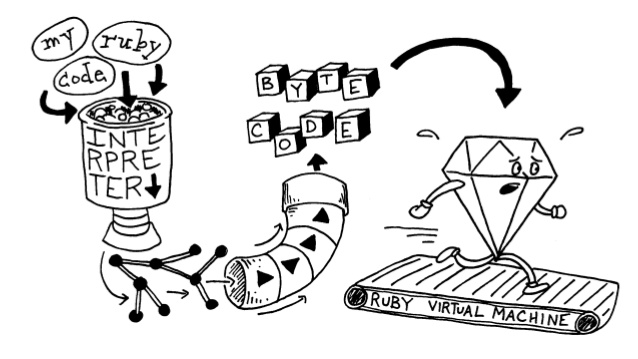 my ruby
code
INTE
RPRE
TER
BYTE
CODE
RUBY VIRTUAL MACHINE